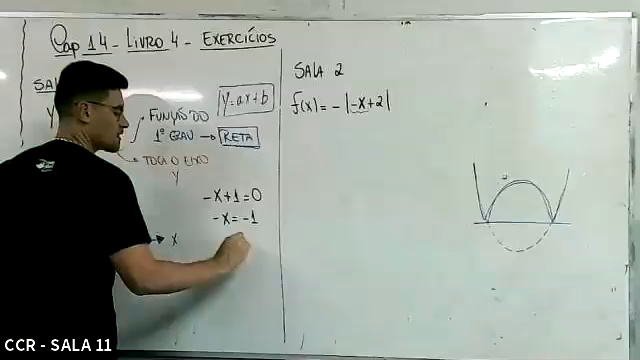 Cap 14 - LIVRO 4 - EXERCÍCIOS
SA
Y
FUNÇÃO DO
1º GRAU → RETA
y=ax+b
TOCA O EIXO
Y
-X+1=0
-X=-1
X
SALA 2
f(x) = - |-x+2|
CCR - SALA 11